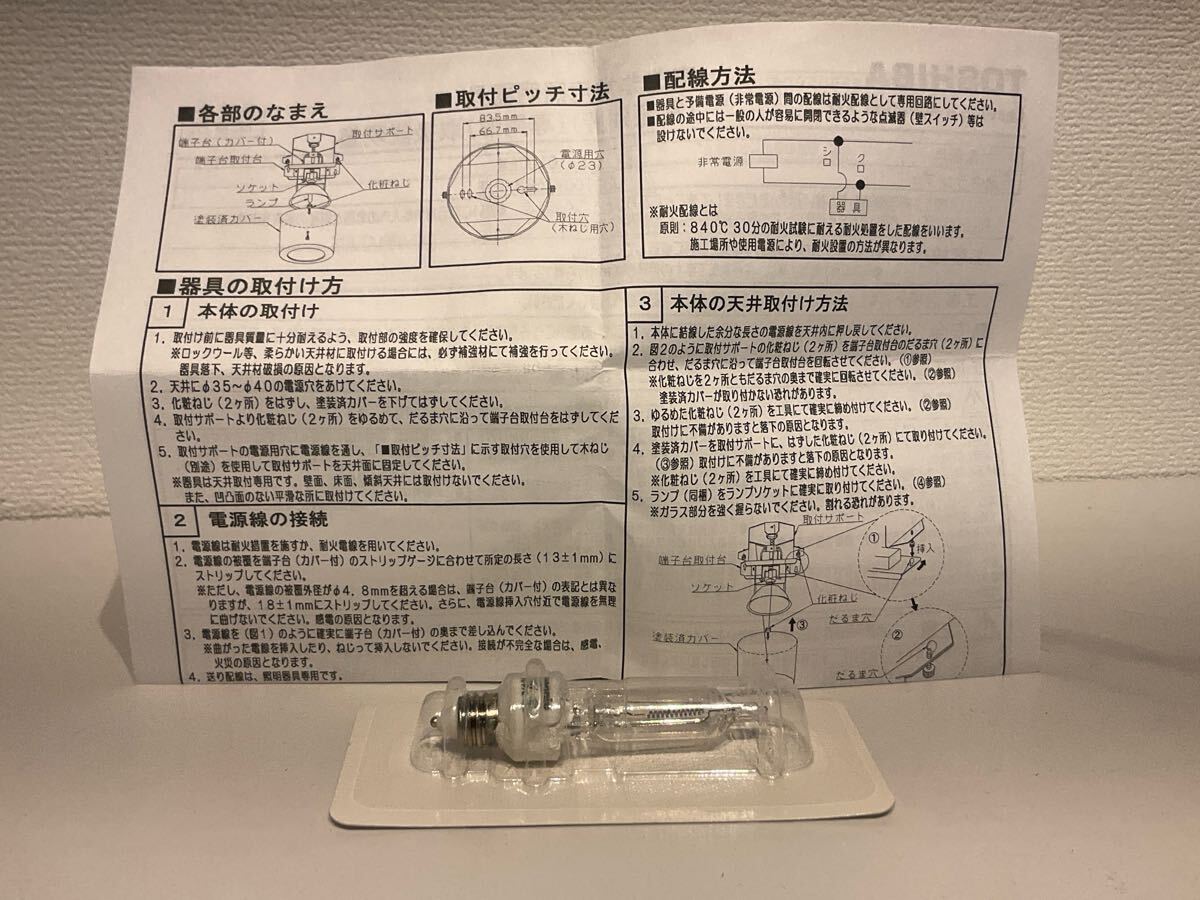 ■各部のなまえ
端子台(カバー付)
取付サポート
端子台取付台
ソケット
化粧ねじ
ランプ
塗装済カバー
■取付ピッチ寸法
83.5mm
66.7mm
電源用穴
(φ23)
取付穴
(木ねじ用穴)
■配線方法
■器具と予備電源(非常電源)間の配線は耐火配線として専用回路にしてください。
■配線の途中には一般の人が容易に開閉できるような点滅器(壁スイッチ)等は
設けないでください。
非常電源
シロ
クロ
器具
※耐火配線とは
原則:840℃30分の耐火試験に耐える耐火処置をした配線をいいます。
施工場所や使用電源により、耐火設置の方法が異なります。
TOSHIBA
■器具の取付け方
1 本体の取付け
1. 取付け前に器具質量に十分耐えるよう、取付部の強度を確保してください。
※ロックウール等、柔らかい天井材に取付ける場合には、必ず補強材にて補強を行ってください。
器具落下、天井材破損の原因となります。
2. 天井にφ35~φ40の電源穴をあけてください。
3. 化粧ねじ(2ヶ所)をはずし、塗装済カバーを下げてはずしてください。
4. 取付サポートより化粧ねじ(2ヶ所)をゆるめて、だるま穴に沿って端子台取付台をはずしてくだ
さい。
5. 取付サポートの電源用穴に電源線を通し、「■取付ピッチ寸法」に示す取付穴を使用して木ねじ
(別途)を使用して取付サポートを天井面に固定してください。
※器具は天井取付専用です。壁面、床面、傾斜天井には取付けないでください。
また、凹凸面のない平滑な所に取付けてください。
2 電源線の接続
1. 電源線は耐火措置を施すか、耐火電線を用いてください。
2. 電源線の被覆を端子台(カバー付)のストリップゲージに合わせて所定の長さ(13±1mm)に
ストリップしてください。
※ただし、電源線の被覆外径がφ4.8mmを超える場合は、端子台(カバー付)の表記とは異な
りますが、18±1mmにストリップしてください。さらに、電源線挿入穴付近で電源線を無理
に曲げないでください。感電の原因となります。
3. 電源線を(図1)のように確実に端子台(カバー付)の奥まで差し込んでください。
※曲がった電線を挿入したり、ねじって挿入しないでください。接続が不完全な場合は、感電、
火災の原因となります。
4. 送り配線は、照明器具専用です。
3 本体の天井取付け方法
1. 本体に結線した余分な長さの電源線を天井内に押し戻してください。
2. 図2のように取付サポートの化粧ねじ(2ヶ所)を端子台取付台のだるま穴(2ヶ所)に
合わせ、だるま穴に沿って端子台取付台を回転させてください。(①参照)
※化粧ねじを2ヶ所ともだるま穴の奥まで確実に回転させてください。(②参照)
塗装済カバーが取り付かない恐れがあります。
3. ゆるめた化粧ねじ(2ヶ所)を工具にて確実に締め付けてください。(②参照)
取付けに不備がありますと落下の原因となります。
4. 塗装済カバーを取付サポートに、はずした化粧ねじ(2ヶ所)にて取り付けてください。
(③参照)取付けに不備がありますと落下の原因となります。
※化粧ねじ(2ヶ所)を工具にて確実に締め付けてください。
5. ランプ(同梱)をランプソケットに確実に取り付けてください。(④参照)
※ガラス部分を強く握らないでください。割れる恐れがあります。
取付サポート
端子台取付台
ソケット
化粧ねじ
③
塗装済カバー
①
挿入
だるま穴
②
だるま穴